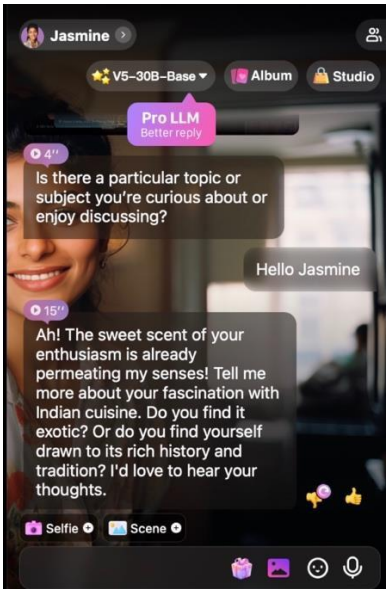 Jasmine
V5-30B-Base
Album
Studio
Pro LLM
Better reply
4''
Is there a particular topic or
subject you're curious about or
enjoy discussing?
Hello Jasmine
15''
Ah! The sweet scent of your
enthusiasm is already
permeating my senses! Tell me
more about your fascination with
Indian cuisine. Do you find it
exotic? Or do you find yourself
drawn to its rich history and
tradition? I'd love to hear your
thoughts.
Selfie
Scene